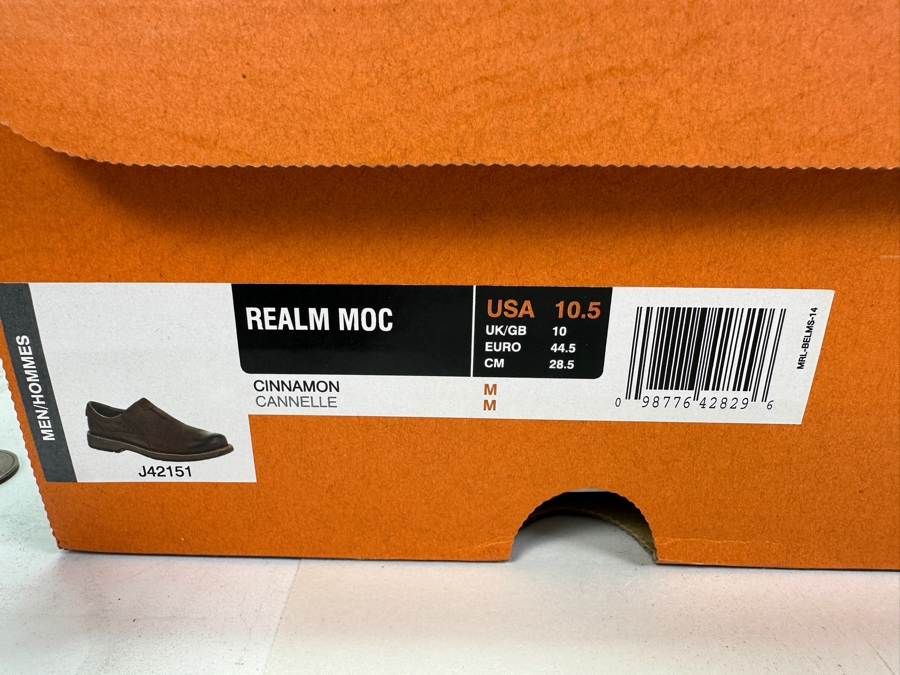 MEN/HOMMES
J42151
REALM MOC
CINNAMON
CANNELLE
USA 10.5
UK/GB 10
EURO 44.5
CM 28.5
M
M
0 98776 42829 6
MRL-BELMS-14